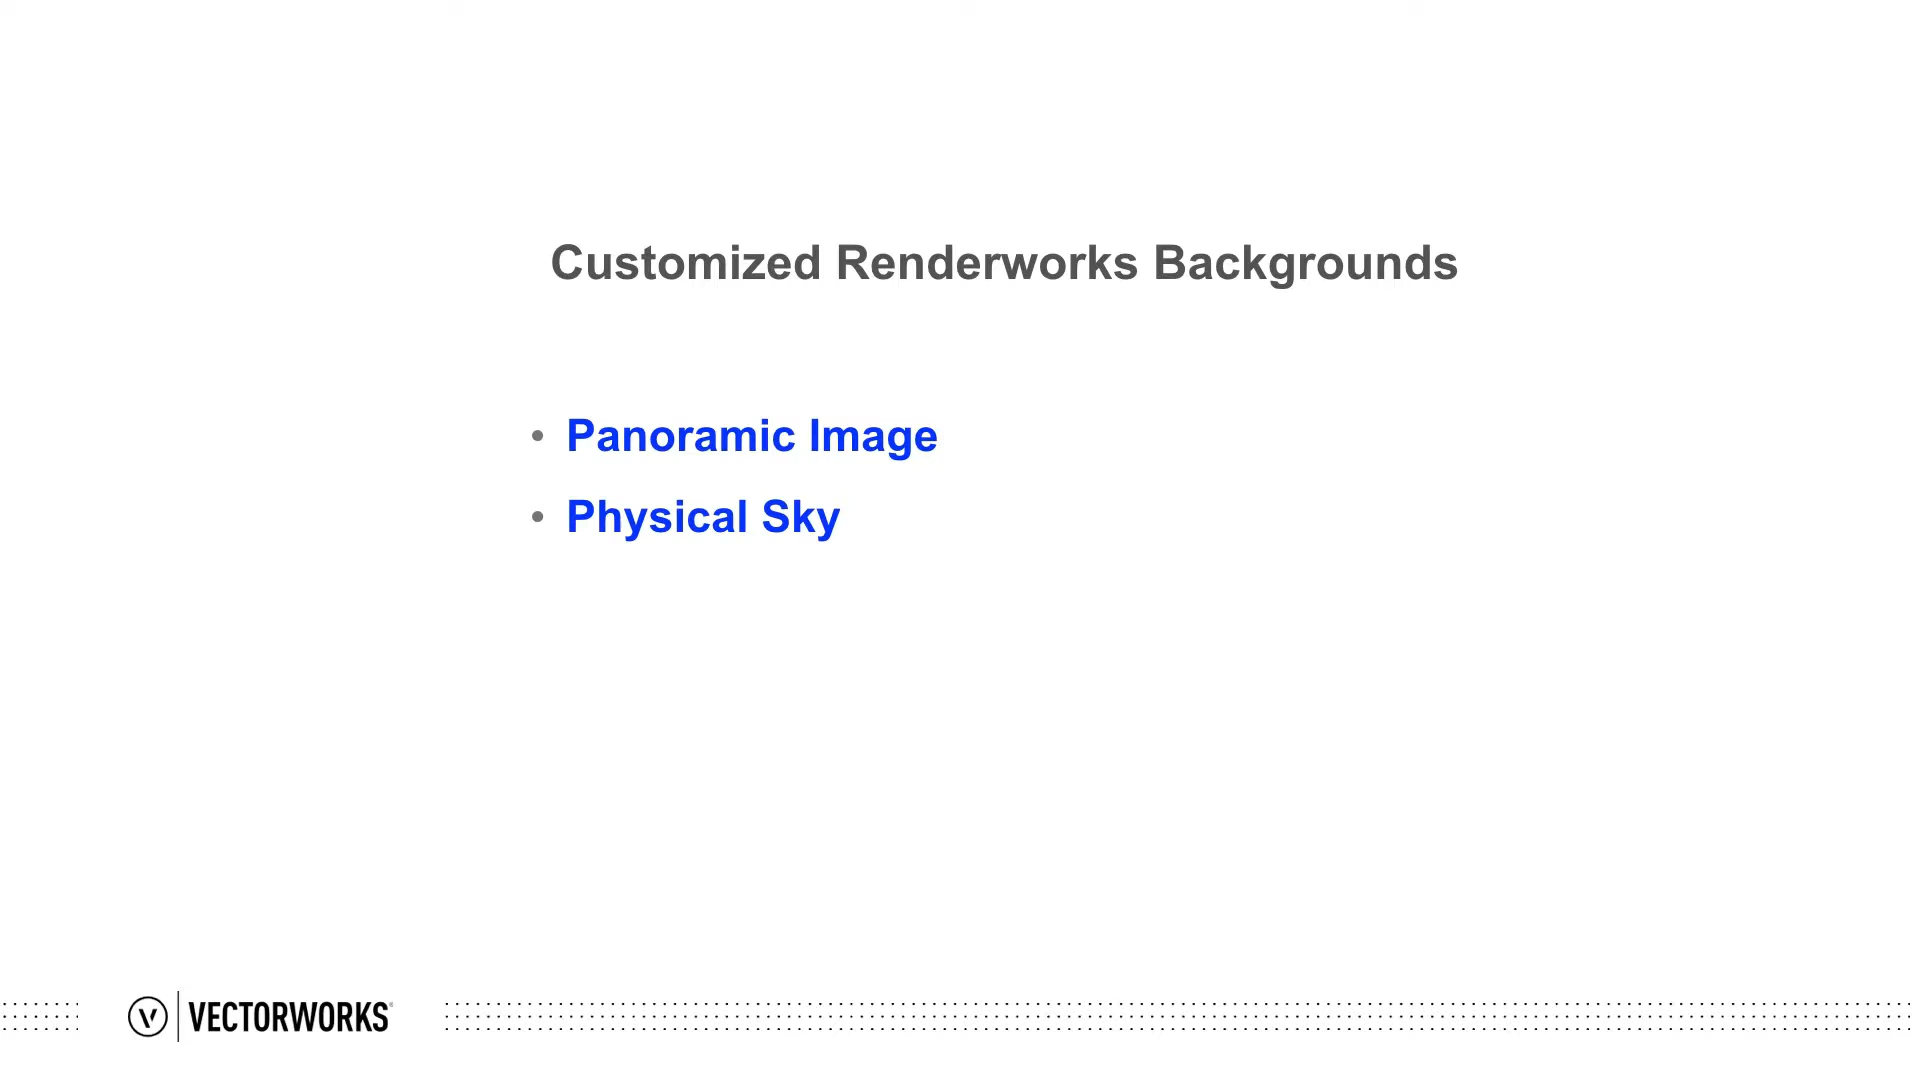 Customized Renderworks Backgrounds
• Panoramic Image
• Physical Sky
VECTORWORKS